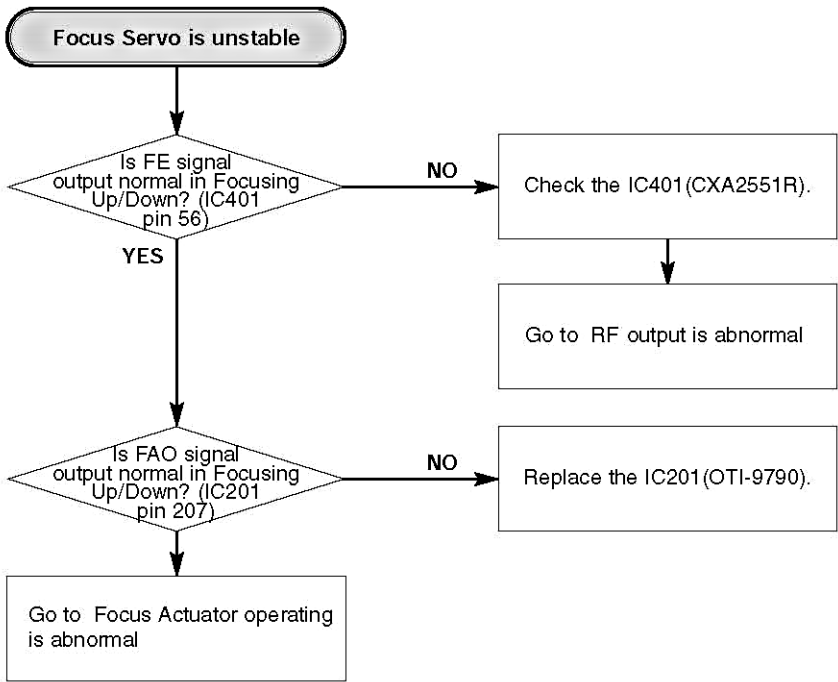 Focus Servo is unstable
Is FE signal
output normal in Focusing
Up/Down? (IC401
pin 56)
NO
Check the IC401(CXA2551R).
YES
Go to RF output is abnormal
Is FAO signal
output normal in Focusing
Up/Down? (IC201
pin 207)
NO
Replace the IC201(OTI-9790).
Go to Focus Actuator operating
is abnormal